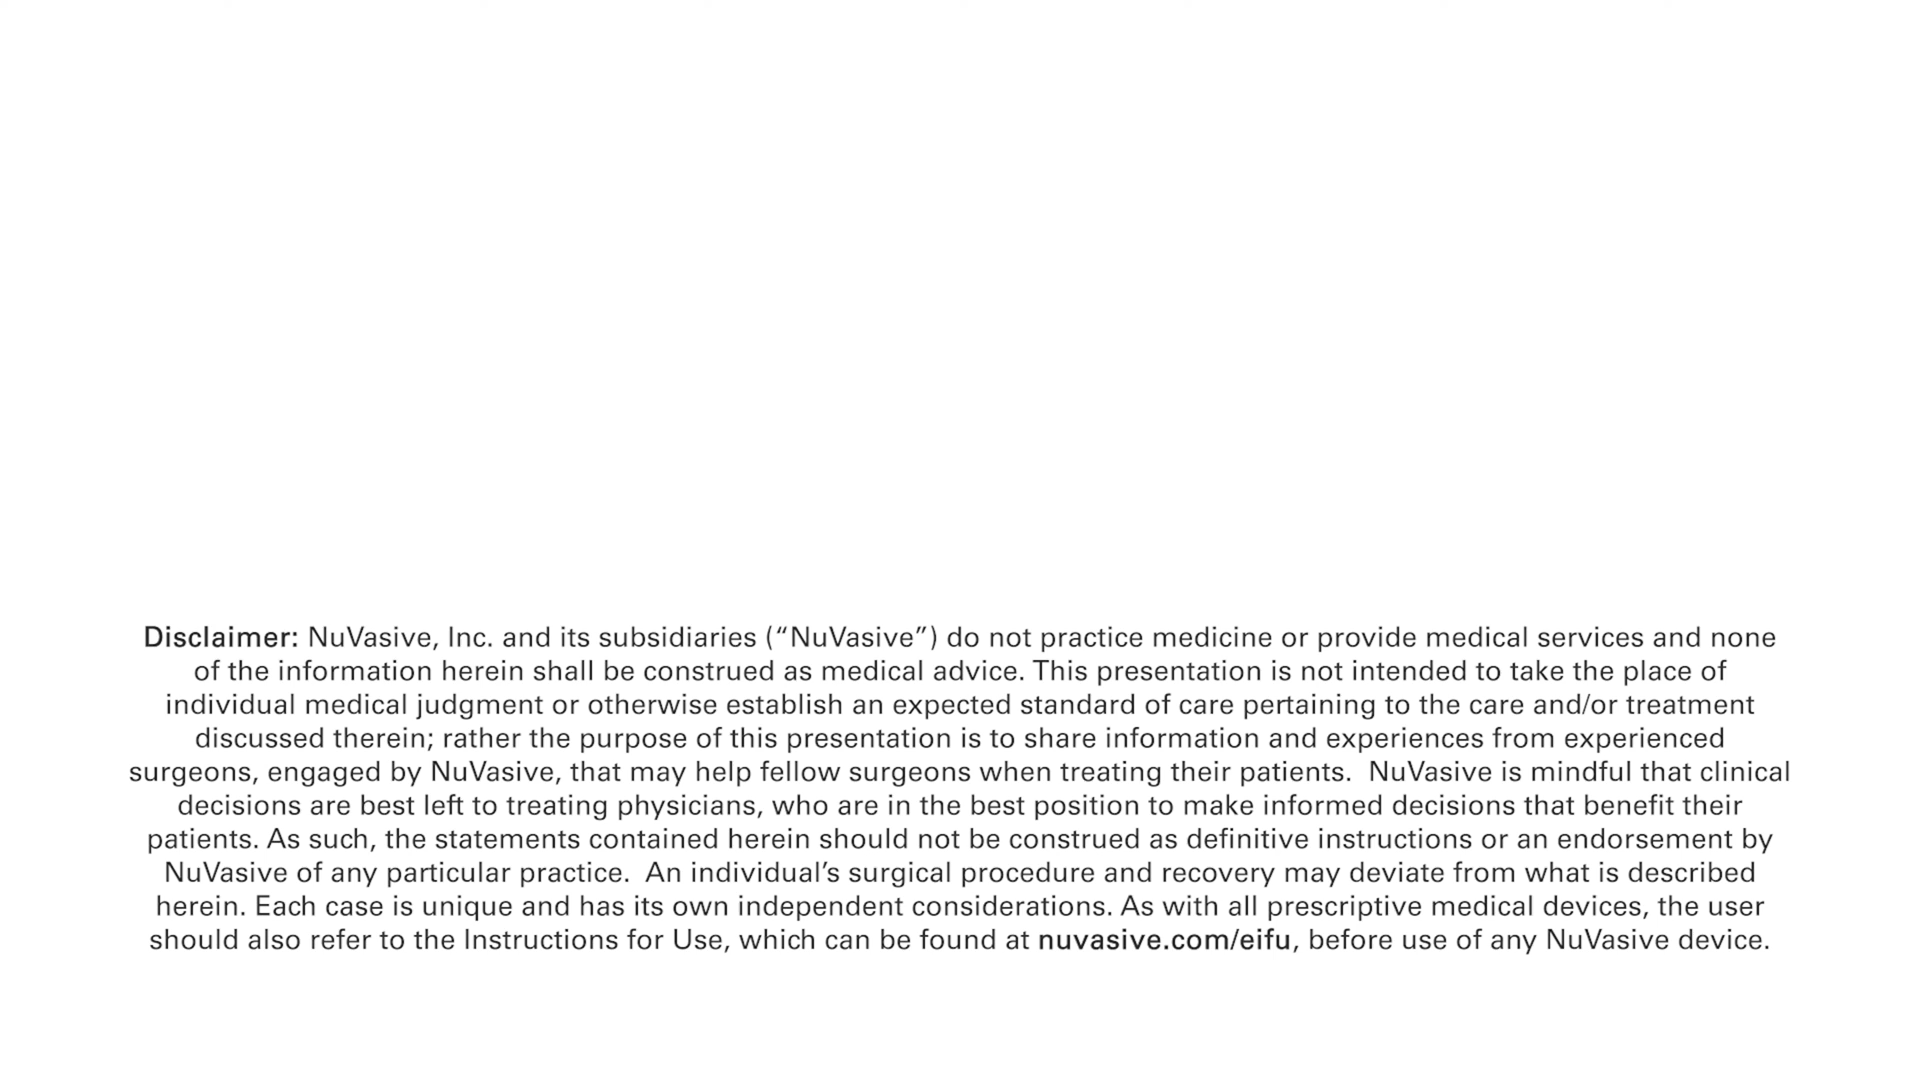 Disclaimer: NuVasive, Inc. and its subsidiaries (“NuVasive”) do not practice medicine or provide medical services and none
of the information herein shall be construed as medical advice. This presentation is not intended to take the place of
individual medical judgment or otherwise establish an expected standard of care pertaining to the care and/or treatment
discussed therein; rather the purpose of this presentation is to share information and experiences from experienced
surgeons, engaged by NuVasive, that may help fellow surgeons when treating their patients.  NuVasive is mindful that clinical
decisions are best left to treating physicians, who are in the best position to make informed decisions that benefit their
patients. As such, the statements contained herein should not be construed as definitive instructions or an endorsement by
NuVasive of any particular practice.  An individual’s surgical procedure and recovery may deviate from what is described
herein. Each case is unique and has its own independent considerations. As with all prescriptive medical devices, the user
should also refer to the Instructions for Use, which can be found at nuvasive.com/eifu, before use of any NuVasive device.